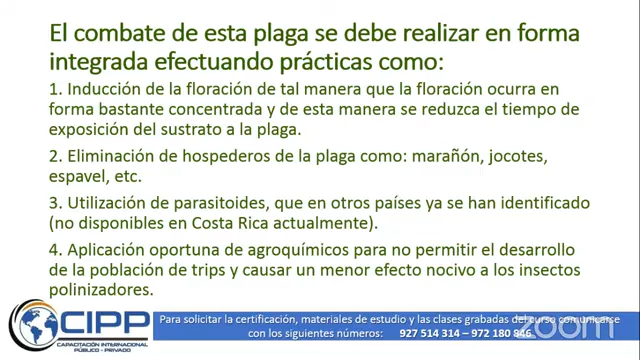 El combate de esta plaga se debe realizar en forma
integrada efectuando prácticas como:
1. Inducción de la floración de tal manera que la floración ocurra en
forma bastante concentrada y de esta manera se reduzca el tiempo de
exposición del sustrato a la plaga.
2. Eliminación de hospederos de la plaga como: marañón, jocotes,
espavel, etc.
3. Utilización de parasitoides, que en otros países ya se han identificado
(no disponibles en Costa Rica actualmente).
4. Aplicación oportuna de agroquímicos para no permitir el desarrollo
de la población de trips y causar un menor efecto nocivo a los insectos
polinizadores.
CIPP
CAPACITACIÓN INTERNACIONAL
PÚBLICO - PRIVADO
Para solicitar la certificación, materiales de estudio y las clases grabadas del curso comunicarse
con los siguientes números: 927 514 314 – 972 180 846
zoom